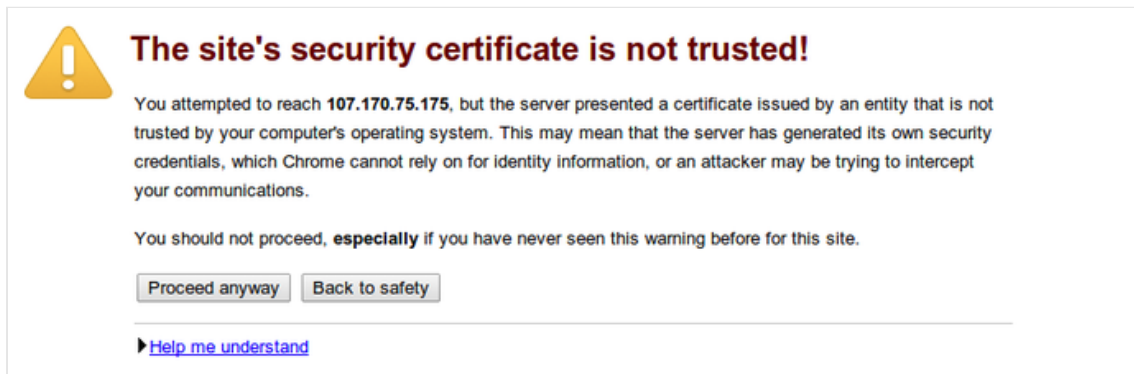 The site's security certificate is not trusted!
You attempted to reach 107.170.75.175, but the server presented a certificate issued by an entity that is not
trusted by your computer's operating system. This may mean that the server has generated its own security
credentials, which Chrome cannot rely on for identity information, or an attacker may be trying to intercept
your communications.
You should not proceed, especially if you have never seen this warning before for this site.
Proceed anyway Back to safety
Help me understand